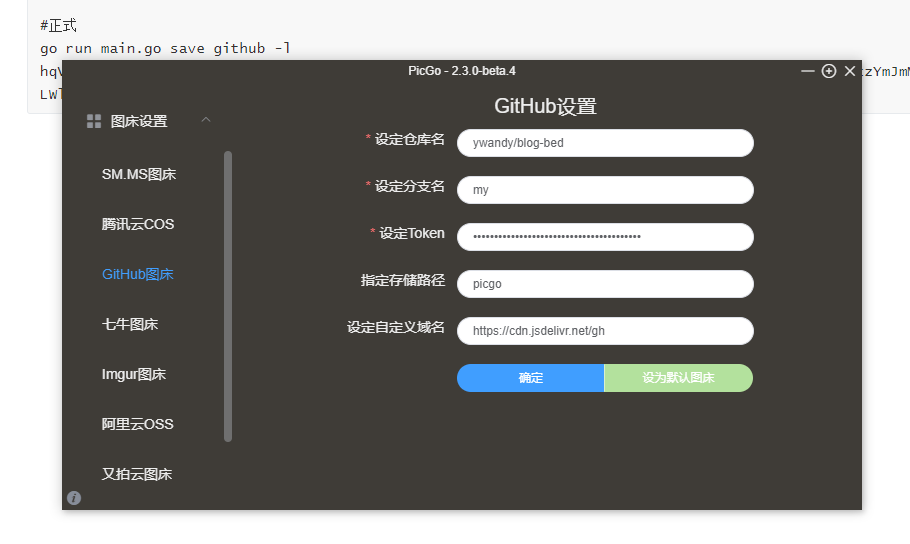 #正式
go run main.go save github -l
PicGo - 2.3.0-beta.4
图床设置
SM.MS图床
腾讯云COS
GitHub图床
七牛图床
Imgur图床
阿里云OSS
又拍云图床
GitHub设置
* 设定仓库名
ywandy/blog-bed
* 设定分支名
my
* 设定Token
指定存储路径
picgo
设定自定义域名
https://cdn.jsdelivr.net/gh
确定
设为默认图床